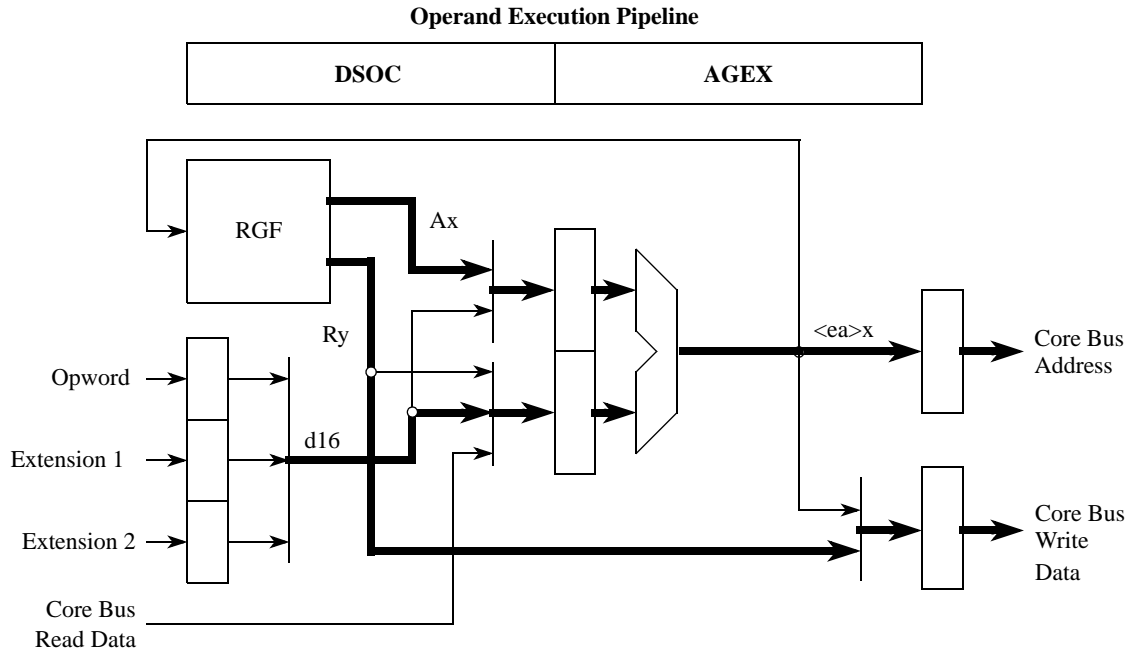 Operand Execution Pipeline
DSOC
AGEX
RGF
Ax
Ry
<ea>x
Core Bus
Address
Opword
d16
Extension 1
Extension 2
Core Bus
Write
Data
Core Bus
Read Data